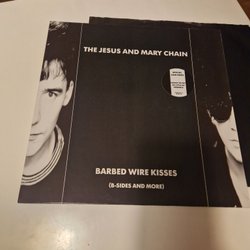 THE JESUS AND MARY CHAIN
BARBED WIRE KISSES
(B-SIDES AND MORE)